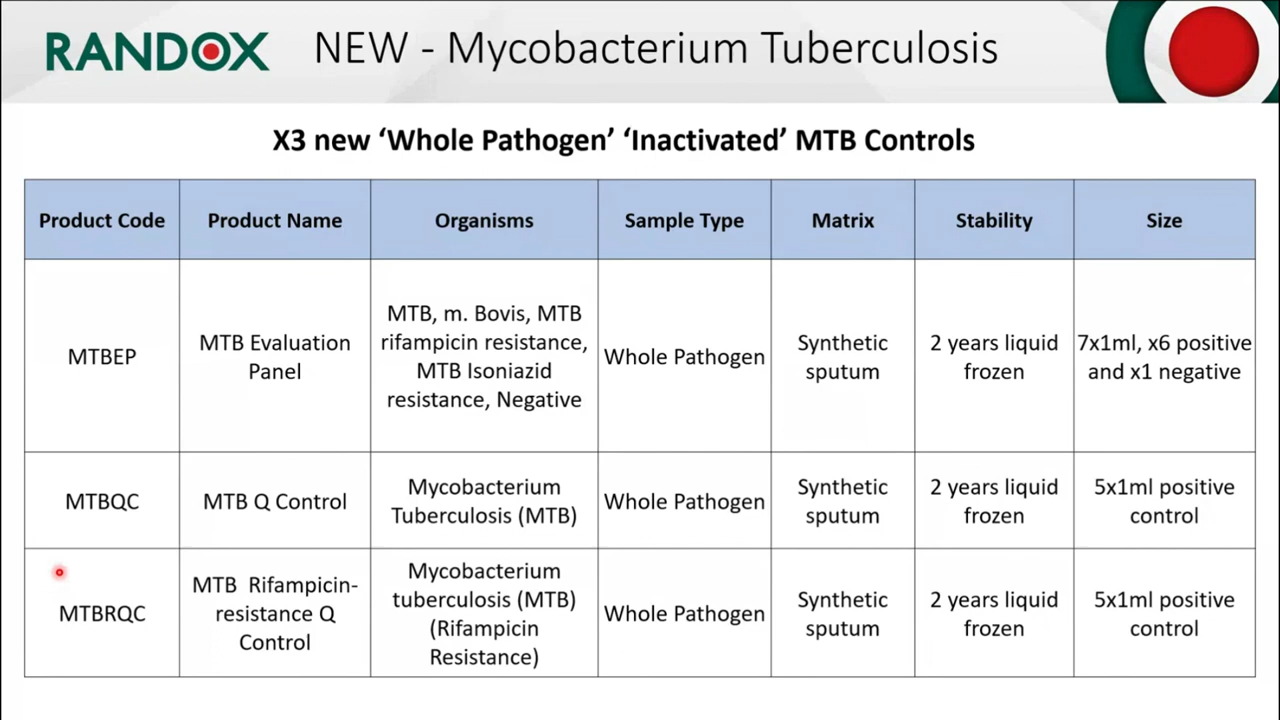 RANDOX
NEW - Mycobacterium Tuberculosis
X3 new ‘Whole Pathogen’ ‘Inactivated’ MTB Controls
Product Code
Product Name
Organisms
Sample Type
Matrix
Stability
Size
MTBEP
MTB Evaluation
Panel
MTB, m. Bovis, MTB
rifampicin resistance,
MTB Isoniazid
resistance, Negative
Whole Pathogen
Synthetic
sputum
2 years liquid
frozen
7x1ml, x6 positive
and x1 negative
MTBQC
MTB Q Control
Mycobacterium
Tuberculosis (MTB)
Whole Pathogen
Synthetic
sputum
2 years liquid
frozen
5x1ml positive
control
MTBRQC
MTB Rifampicin-
resistance Q
Control
Mycobacterium
tuberculosis (MTB)
(Rifampicin
Resistance)
Whole Pathogen
Synthetic
sputum
2 years liquid
frozen
5x1ml positive
control